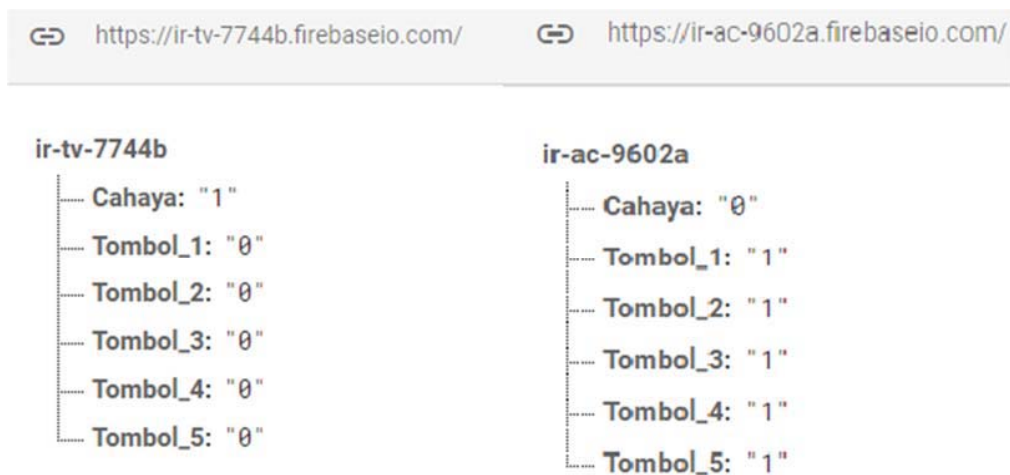 https://ir-tv-7744b.firebaseio.com/
ir-tv-7744b
Cahaya: "1"
Tombol_1: "0"
Tombol_2: "0"
Tombol_3: "0"
Tombol_4: "0"
Tombol_5: "0"
https://ir-ac-9602a.firebaseio.com/
ir-ac-9602a
Cahaya: "0"
Tombol_1: "1"
Tombol_2: "1"
Tombol_3: "1"
Tombol_4: "1"
Tombol_5: "1"